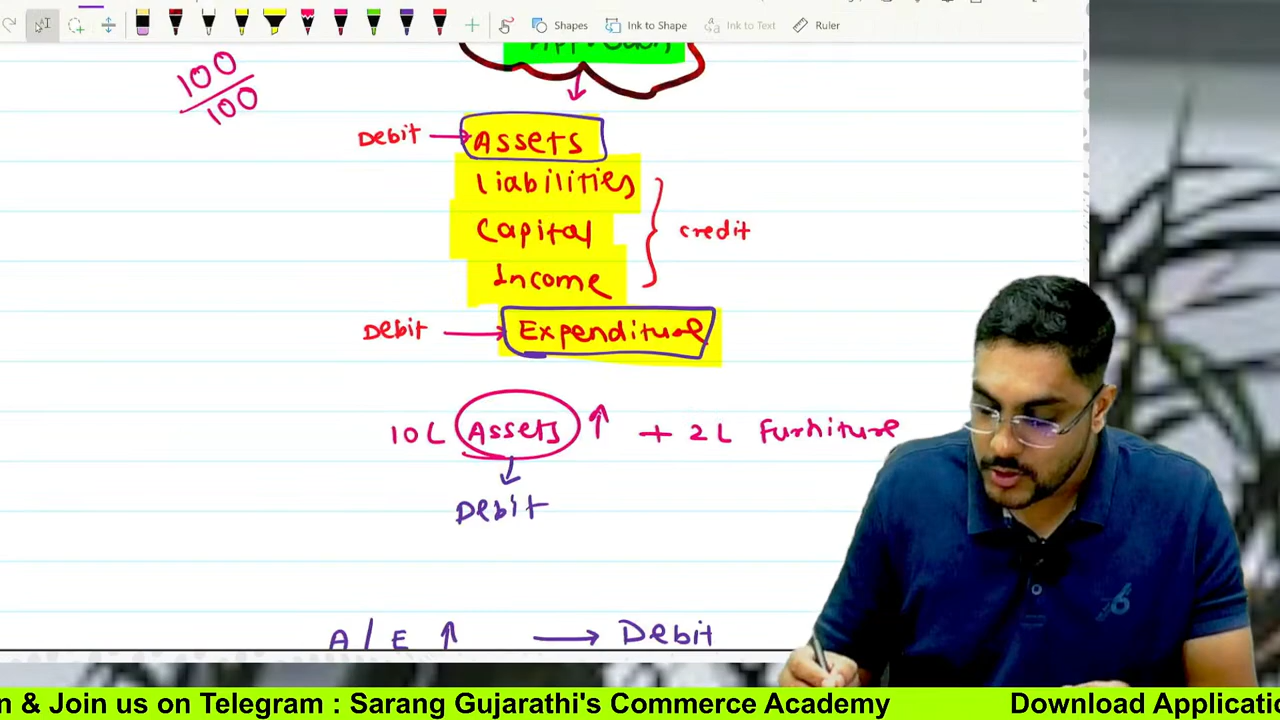 Shapes Ink to Shape Ink to Text Ruler
100
100
Debit Assets
Liabilities
Capital credit
Income
Debit Expenditure
10L Assets + 2L Furniture
Debit
A / E ↑ → Debit
n & Join us on Telegram : Sarang Gujarathi's Commerce Academy Download Applicatio